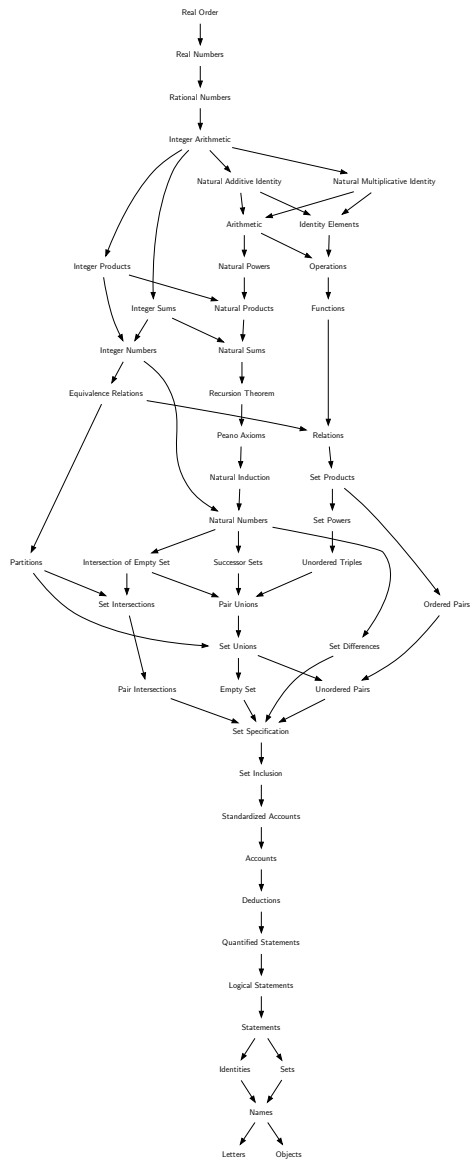 Real Order
Real Numbers
Rational Numbers
Integer Arithmetic
Natural Additive Identity
Natural Multiplicative Identity
Arithmetic
Identity Elements
Integer Products
Natural Powers
Operations
Integer Sums
Natural Products
Functions
Integer Numbers
Natural Sums
Equivalence Relations
Recursion Theorem
Peano Axioms
Relations
Natural Induction
Set Products
Natural Numbers
Set Powers
Partitions
Intersection of Empty Set
Successor Sets
Unordered Triples
Set Intersections
Pair Unions
Ordered Pairs
Set Unions
Set Differences
Pair Intersections
Empty Set
Unordered Pairs
Set Specification
Set Inclusion
Standardized Accounts
Accounts
Deductions
Quantified Statements
Logical Statements
Statements
Identities
Sets
Names
Letters
Objects